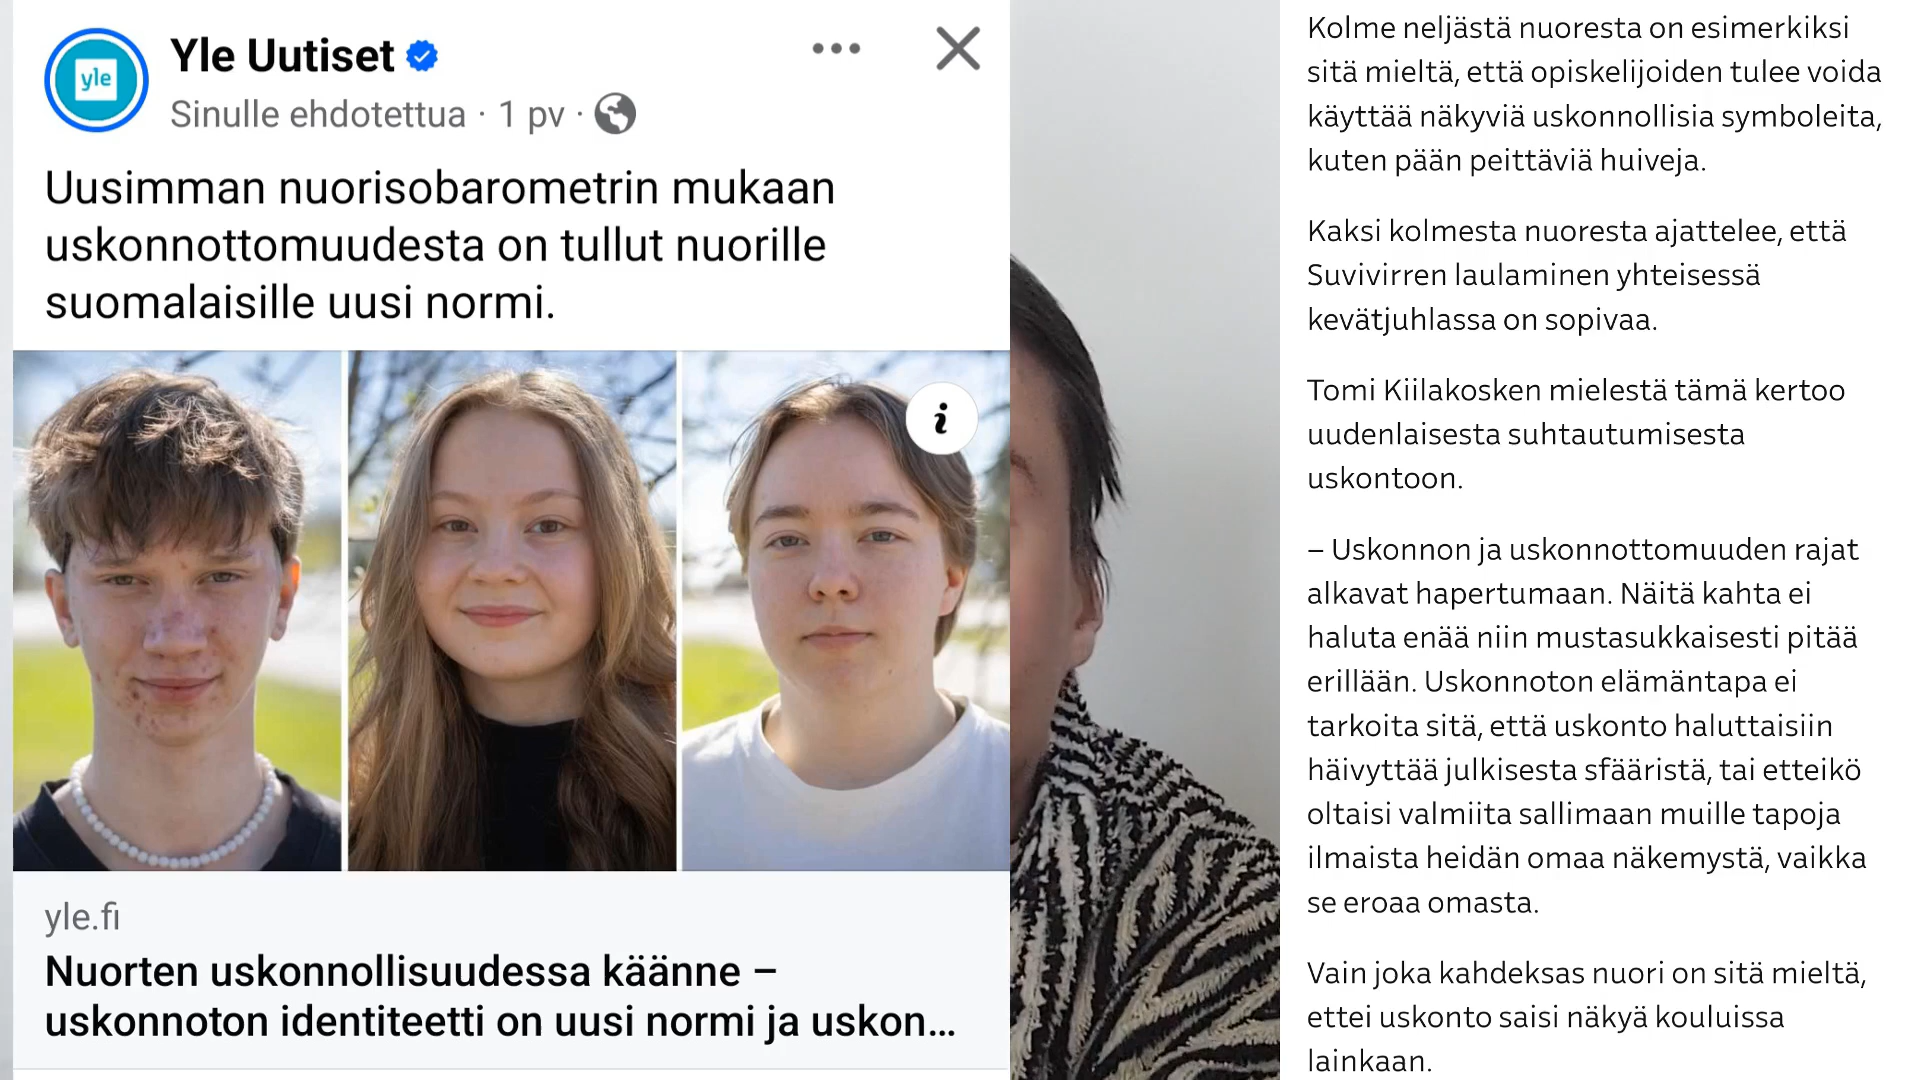 yle
Yle Uutiset
Sinulle ehdotettua · 1 pv ·
Uusimman nuorisobarometrin mukaan
uskonnottomuudesta on tullut nuorille
suomalaisille uusi normi.
i
yle.fi
Nuorten uskonnollisuudessa käänne –
uskonnoton identiteetti on uusi normi ja uskon...
Kolme neljästä nuoresta on esimerkiksi
sitä mieltä, että opiskelijoiden tulee voida
käyttää näkyviä uskonnollisia symboleita,
kuten pään peittäviä huiveja.
Kaksi kolmesta nuoresta ajattelee, että
Suvivirren laulaminen yhteisessä
kevätjuhlassa on sopivaa.
Tomi Kiilakosken mielestä tämä kertoo
uudenlaisesta suhtautumisesta
uskontoon.
– Uskonnon ja uskonnottomuuden rajat
alkavat hapertumaan. Näitä kahta ei
haluta enää niin mustasukkaisesti pitää
erillään. Uskonnoton elämäntapa ei
tarkoita sitä, että uskonto haluttaisiin
häivyttää julkisesta sfääristä, tai etteikö
oltaisi valmiita sallimaan muille tapoja
ilmaista heidän omaa näkemystä, vaikka
se eroaa omasta.
Vain joka kahdeksas nuori on sitä mieltä,
ettei uskonto saisi näkyä kouluissa
lainkaan.